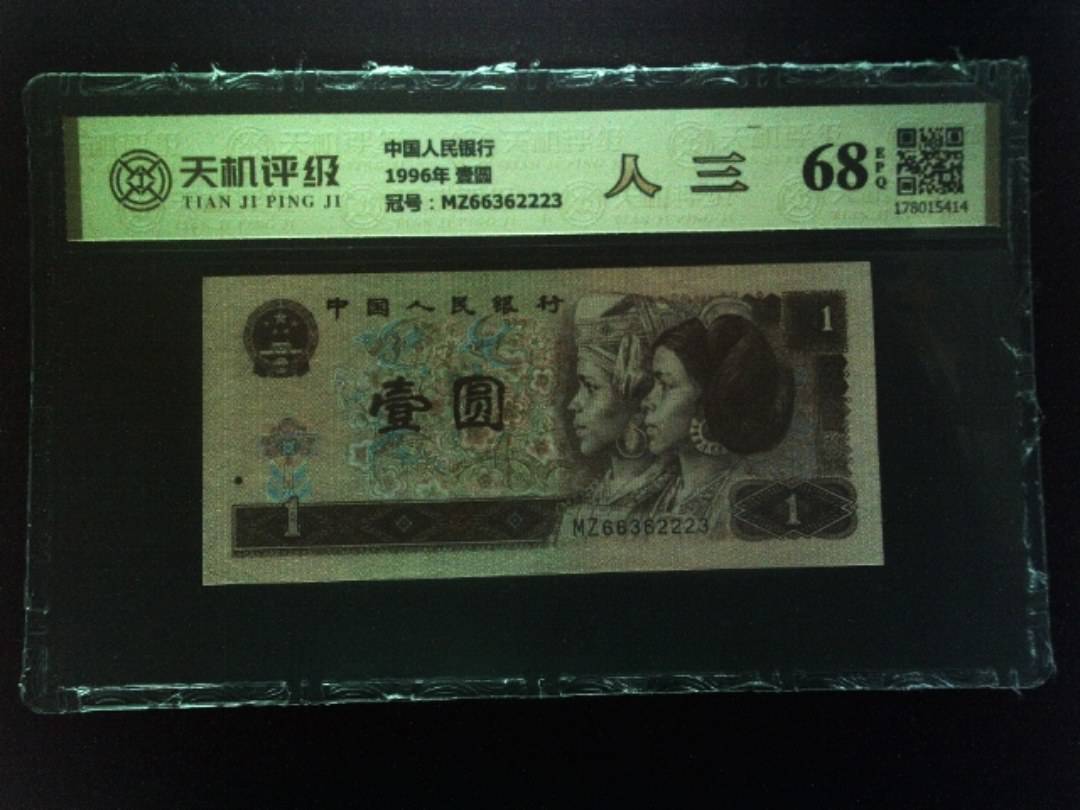 天机评级
TIAN JI PING JI
中国人民银行
1996年 壹圆
冠号：MZ66362223
人 三
68
EPQ
178015414
中国人民银行
1
壹圆
1
MZ66362223
1